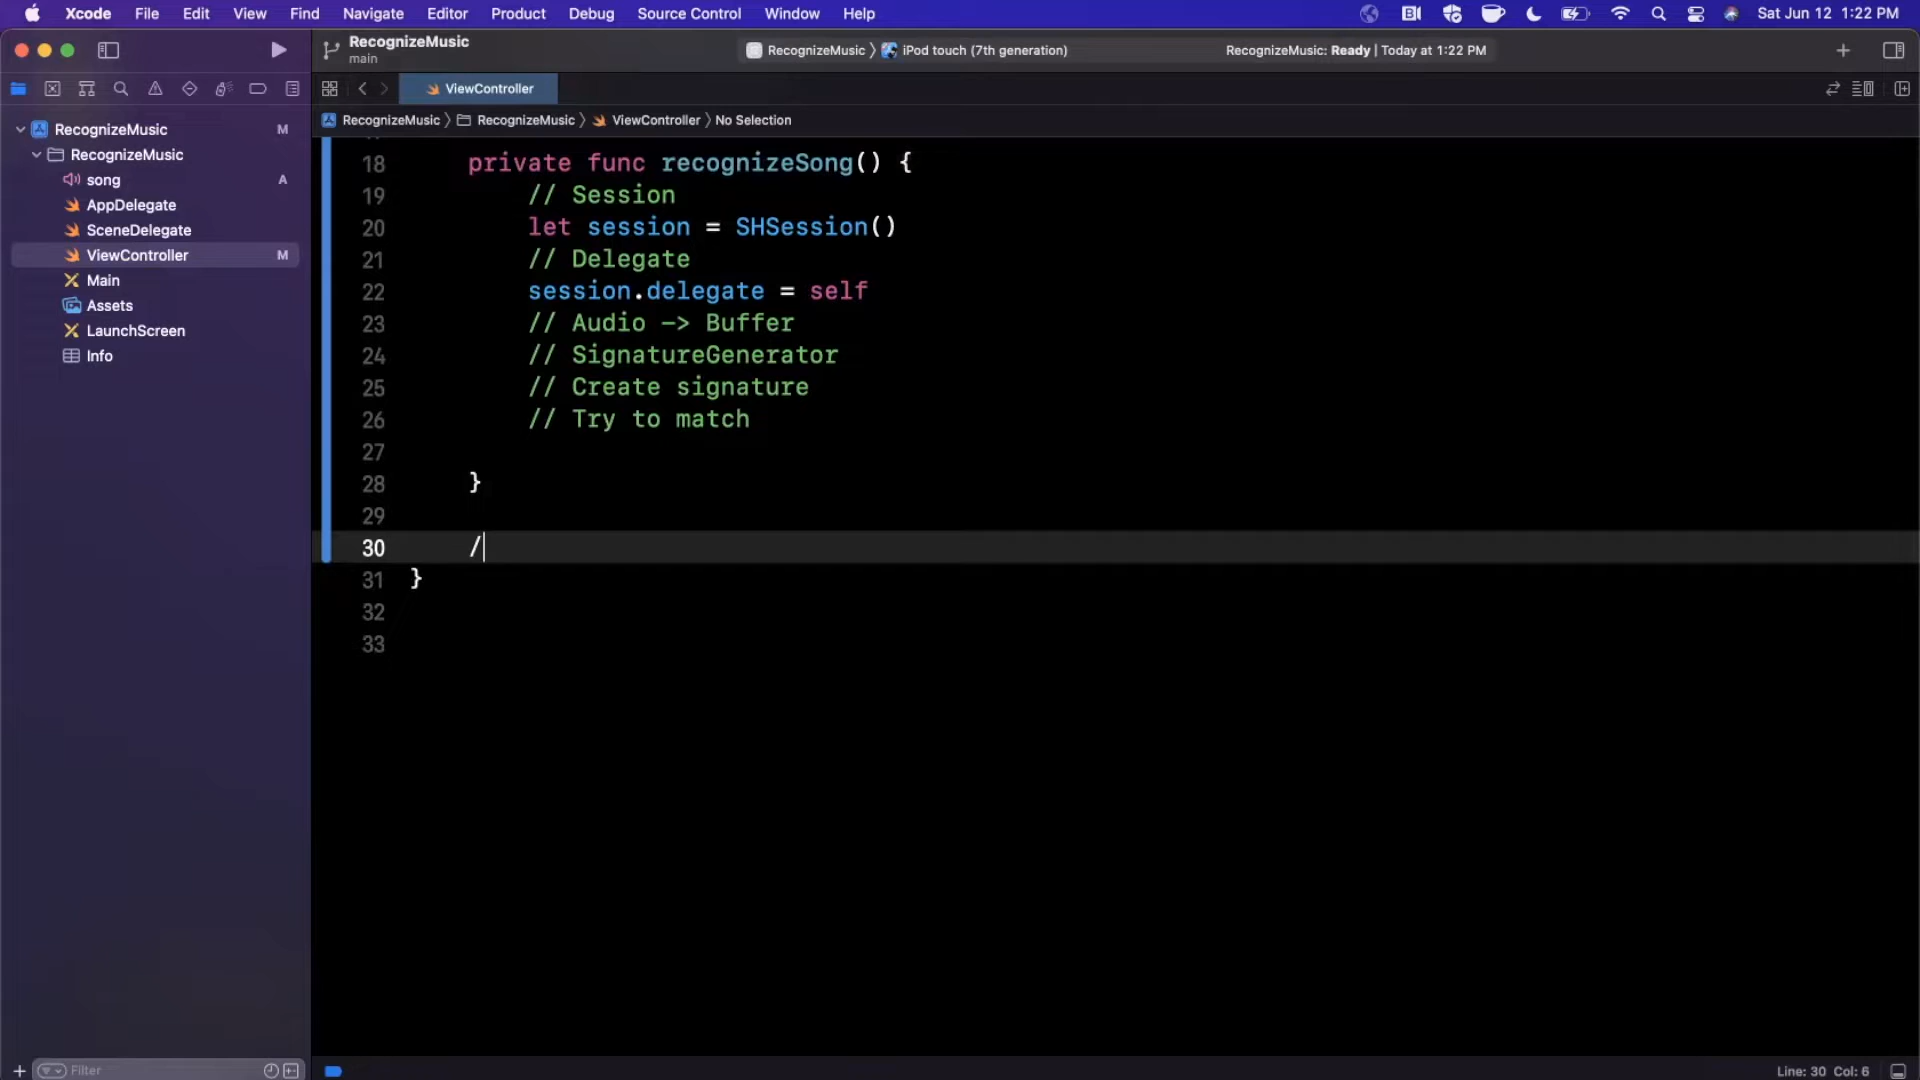 Xcode File Edit View Find Navigate Editor Product Debug Source Control Window Help Sat Jun 12 1:22 PM
RecognizeMusic
main
RecognizeMusic iPod touch (7th generation)
RecognizeMusic: Ready | Today at 1:22 PM
ViewController
RecognizeMusic RecognizeMusic ViewController No Selection
RecognizeMusic M
RecognizeMusic
song A
AppDelegate
SceneDelegate
ViewController M
Main
Assets
LaunchScreen
Info
Filter
18 private func recognizeSong() {
19 // Session
20 let session = SHSession()
21 // Delegate
22 session.delegate = self
23 // Audio -> Buffer
24 // SignatureGenerator
25 // Create signature
26 // Try to match
27
28 }
29
30 /
31 }
32
33
Line: 30 Col: 6